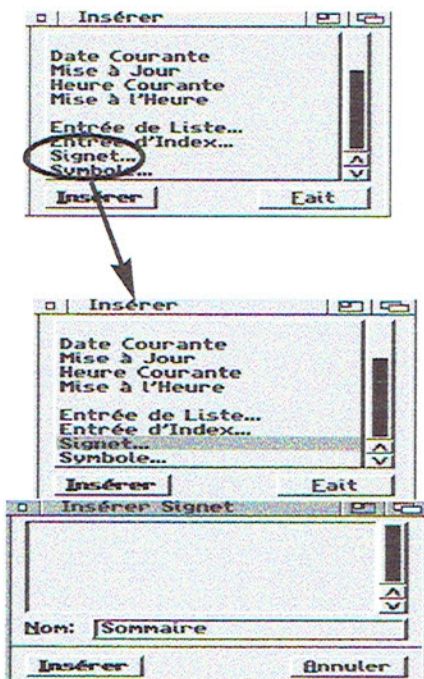 Insérer
Date Courante
Mise à Jour
Heure Courante
Mise à l'Heure
Entrée de Liste...
Entrée d'Index...
Signet...
Symbole...
Insérer Fait
Insérer
Date Courante
Mise à Jour
Heure Courante
Mise à l'Heure
Entrée de Liste...
Entrée d'Index...
Signet...
Symbole...
Insérer Fait
Insérer Signet
Nom: Sommaire
Insérer Annuler